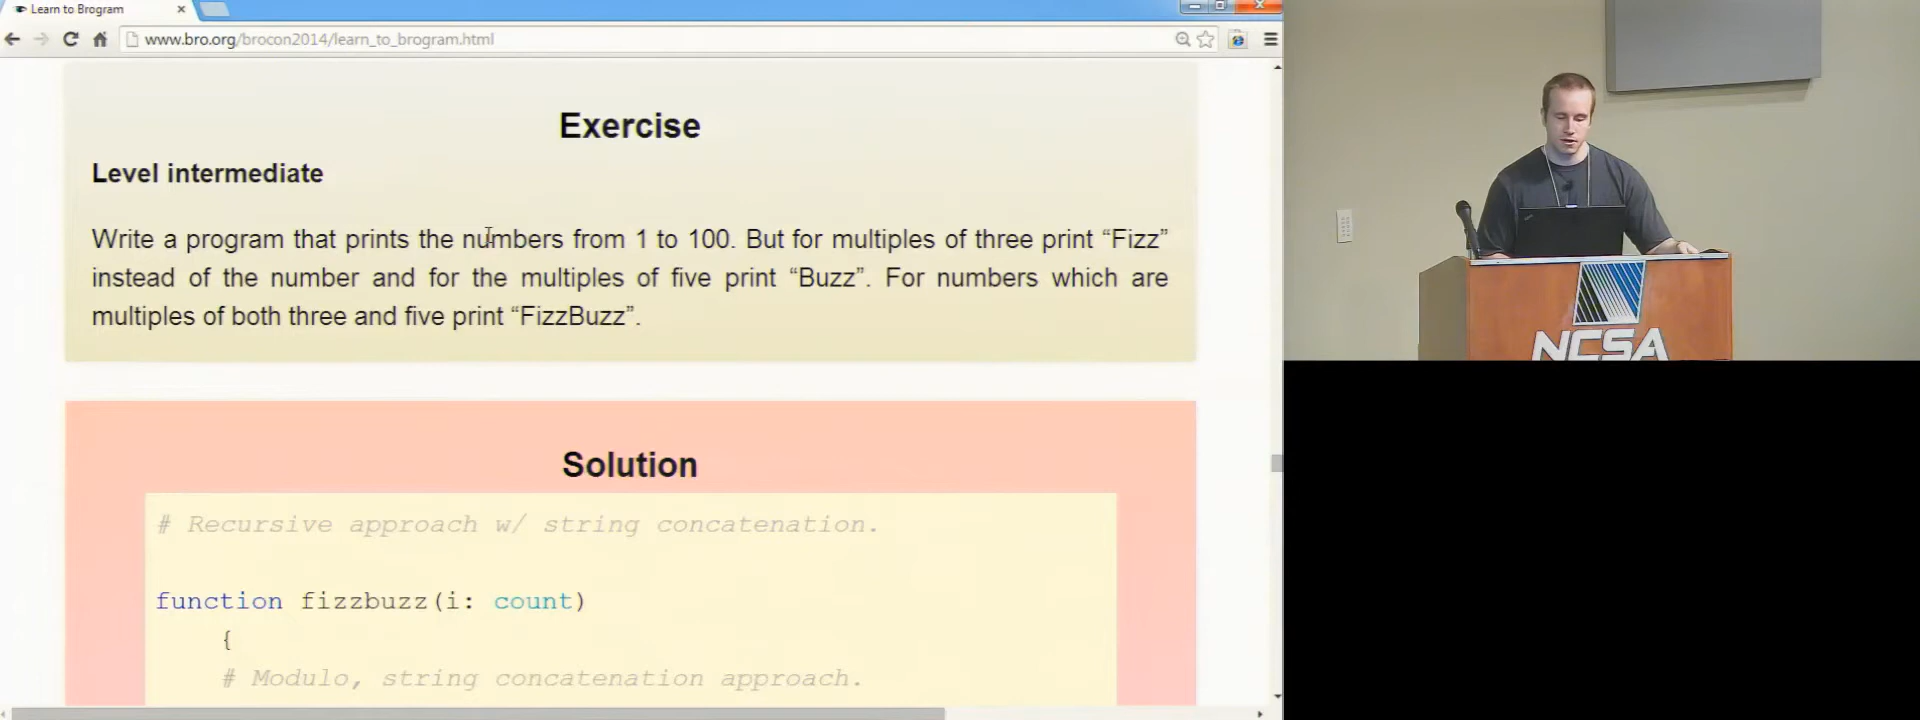 Learn to Brogram
www.bro.org/brocon2014/learn_to_brogram.html
Exercise
Level intermediate
Write a program that prints the numbers from 1 to 100. But for multiples of three print “Fizz”
instead of the number and for the multiples of five print “Buzz”. For numbers which are
multiples of both three and five print “FizzBuzz”.
Solution
# Recursive approach w/ string concatenation.
function fizzbuzz(i: count)
{
# Modulo, string concatenation approach.
NCSA